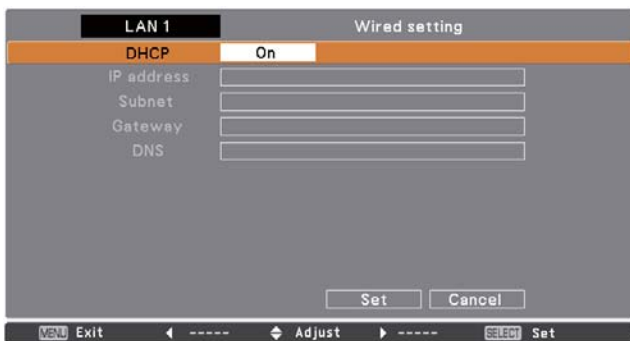 LAN 1 Wired setting
DHCP On
IP address
Subnet
Gateway
DNS
Set Cancel
MENU Exit ◀ ----- ◆ Adjust ▶ ----- SELECT Set